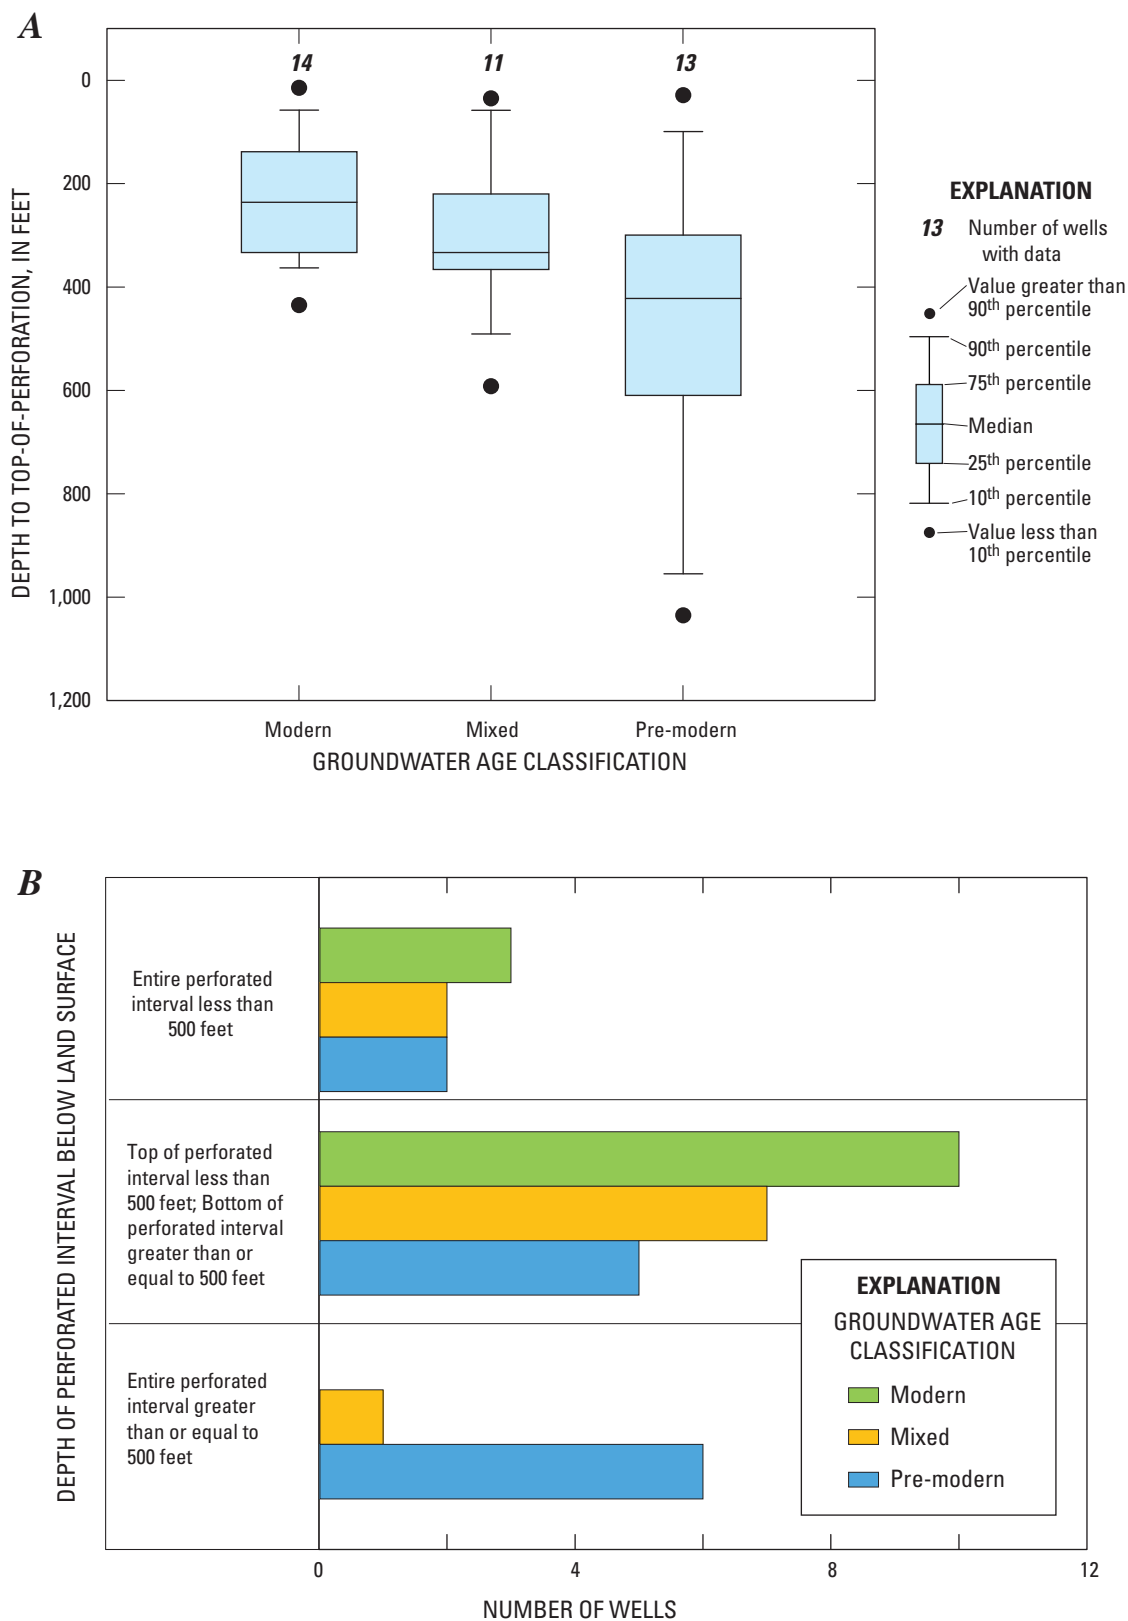 A
14
11
13
0
200
400
600
800
1,000
1,200
DEPTH TO TOP-OF-PERFORATION, IN FEET
Modern
Mixed
Pre-modern
GROUNDWATER AGE CLASSIFICATION
EXPLANATION
13 Number of wells
with data
Value greater than
90th percentile
90th percentile
75th percentile
Median
25th percentile
10th percentile
Value less than
10th percentile
B
DEPTH OF PERFORATED INTERVAL BELOW LAND SURFACE
Entire perforated
interval less than
500 feet
Top of perforated
interval less than
500 feet; Bottom of
perforated interval
greater than or
equal to 500 feet
Entire perforated
interval greater
than or equal to
500 feet
EXPLANATION
GROUNDWATER AGE
CLASSIFICATION
Modern
Mixed
Pre-modern
0
4
8
12
NUMBER OF WELLS